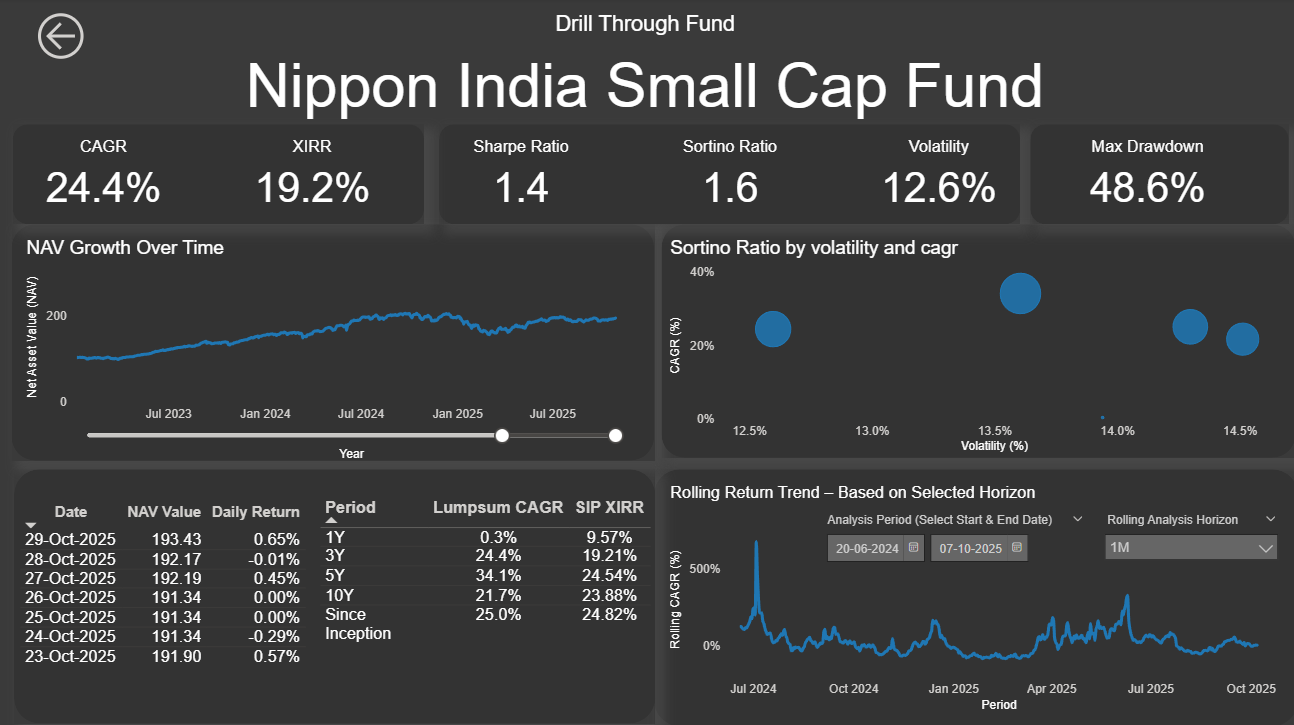 Drill Through Fund
Nippon India Small Cap Fund
CAGR
24.4%
XIRR
19.2%
Sharpe Ratio
1.4
Sortino Ratio
1.6
Volatility
12.6%
Max Drawdown
48.6%
NAV Growth Over Time
Net Asset Value (NAV)
200
0
Jul 2023 Jan 2024 Jul 2024 Jan 2025 Jul 2025
Year
Sortino Ratio by volatility and cagr
CAGR (%)
40%
20%
0%
12.5% 13.0% 13.5% 14.0% 14.5%
Volatility (%)
Date NAV Value Daily Return
29-Oct-2025 193.43 0.65%
28-Oct-2025 192.17 -0.01%
27-Oct-2025 192.19 0.45%
26-Oct-2025 191.34 0.00%
25-Oct-2025 191.34 0.00%
24-Oct-2025 191.34 -0.29%
23-Oct-2025 191.90 0.57%
Period Lumpsum CAGR SIP XIRR
1Y 0.3% 9.57%
3Y 24.4% 19.21%
5Y 34.1% 24.54%
10Y 21.7% 23.88%
Since 25.0% 24.82%
Inception
Rolling Return Trend – Based on Selected Horizon
Analysis Period (Select Start & End Date)
20-06-2024 07-10-2025
Rolling Analysis Horizon
1M
Rolling CAGR (%)
500%
0%
Jul 2024 Oct 2024 Jan 2025 Apr 2025 Jul 2025 Oct 2025
Period